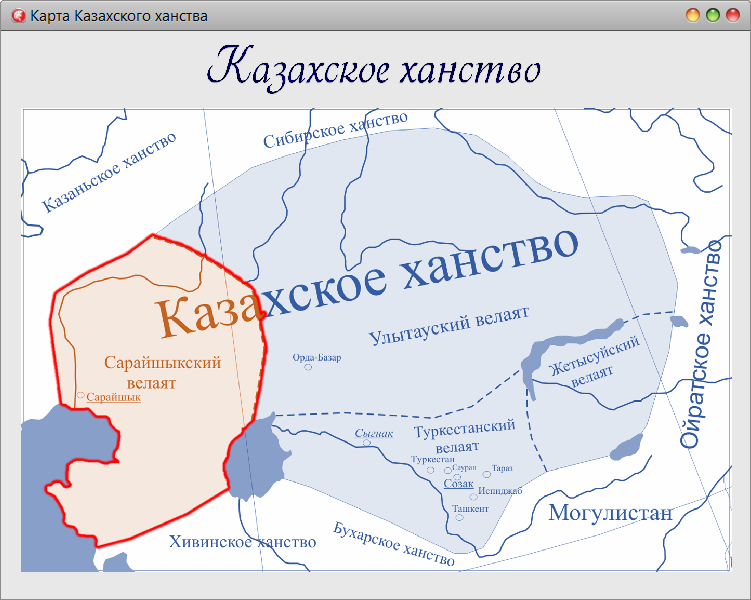 Карта Казахского ханства
Казахское ханство
Казаньское ханство
Сибирское ханство
Казахское ханство
Ойратское ханство
Улытауский велаят
Орда-Базар
Жетысуйский
велаят
Сарайшыкский
велаят
Сарайшык
Туркестанский
велаят
Сыгнак
Туркестан
Сауран
Тараз
Созак
Испиджаб
Ташкент
Могулистан
Хивинское ханство
Бухарское ханство